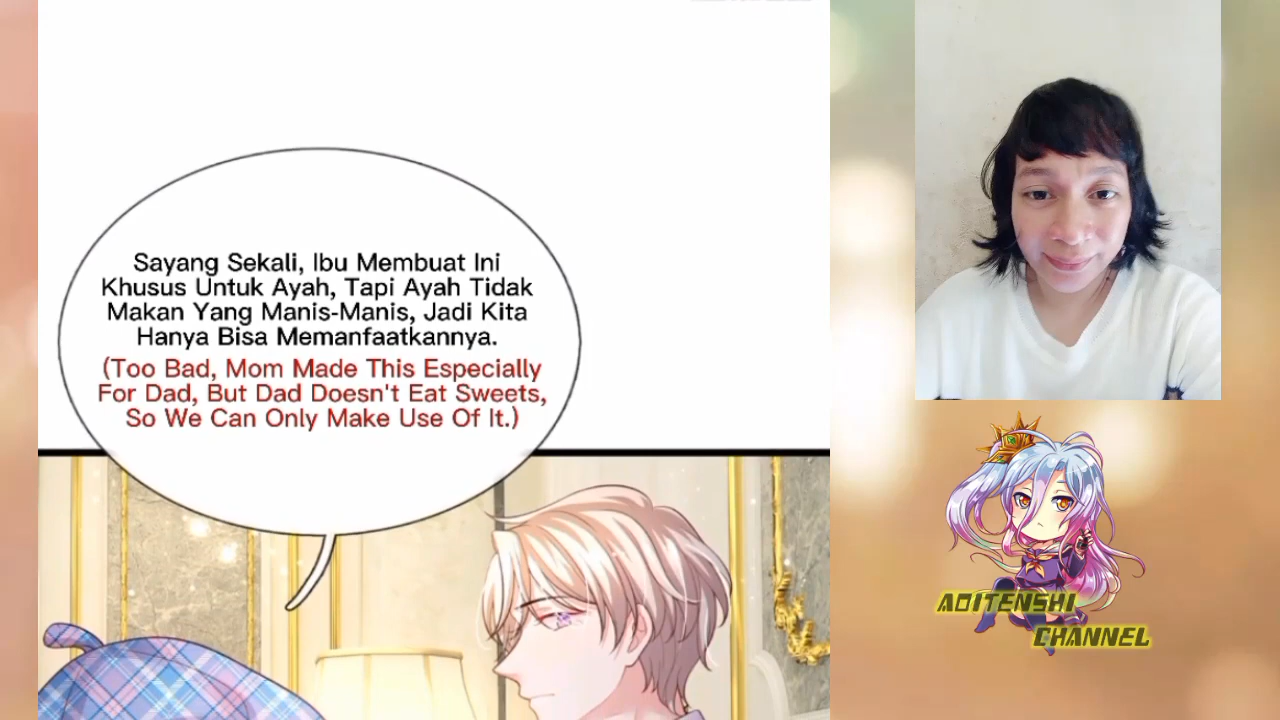 Sayang Sekali, Ibu Membuat Ini
Khusus Untuk Ayah, Tapi Ayah Tidak
Makan Yang Manis-Manis, Jadi Kita
Hanya Bisa Memanfaatkannya.
(Too Bad, Mom Made This Especially
For Dad, But Dad Doesn't Eat Sweets,
So We Can Only Make Use Of It.)
ADITENSHI
CHANNEL